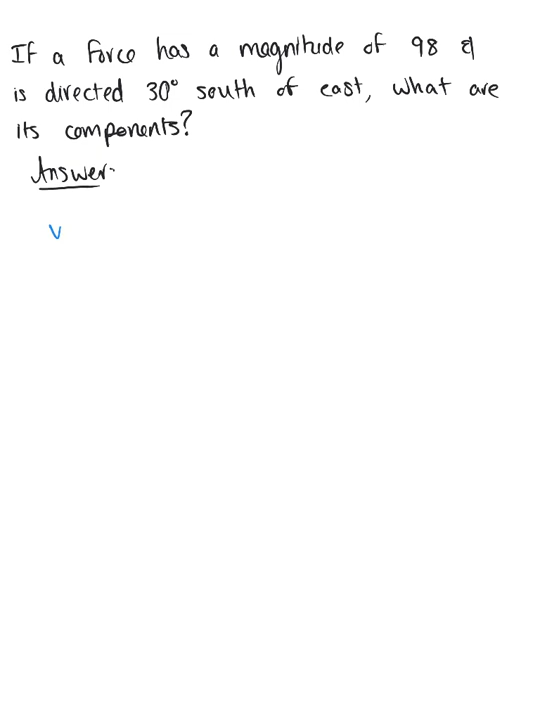 If a force has a magnitude of 98 &
is directed 30° south of east, what are
its components?
Answer:
v